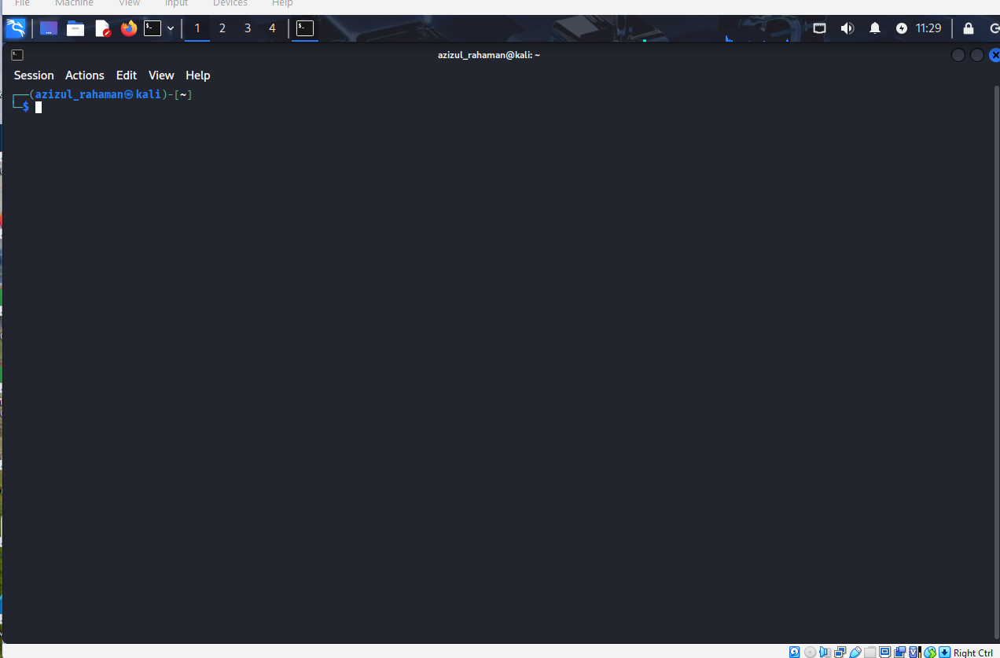 File Machine View Input Devices Help
1 2 3 4 11:29
azizul_rahaman@kali: ~
Session Actions Edit View Help
┌──(azizul_rahaman㉿kali)-[~]
└─$
Right Ctrl